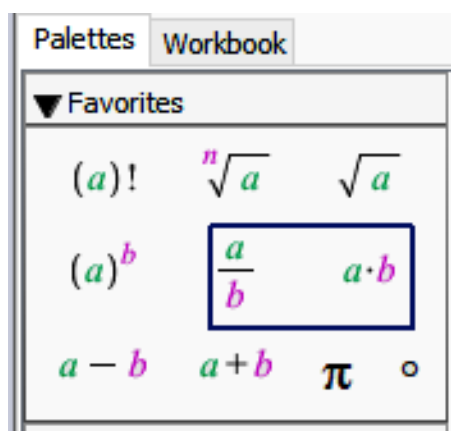 Palettes Workbook
▼ Favorites
(a)! ⁿ√a √a
(a)ᵇ a/b a·b
a − b a+b π °